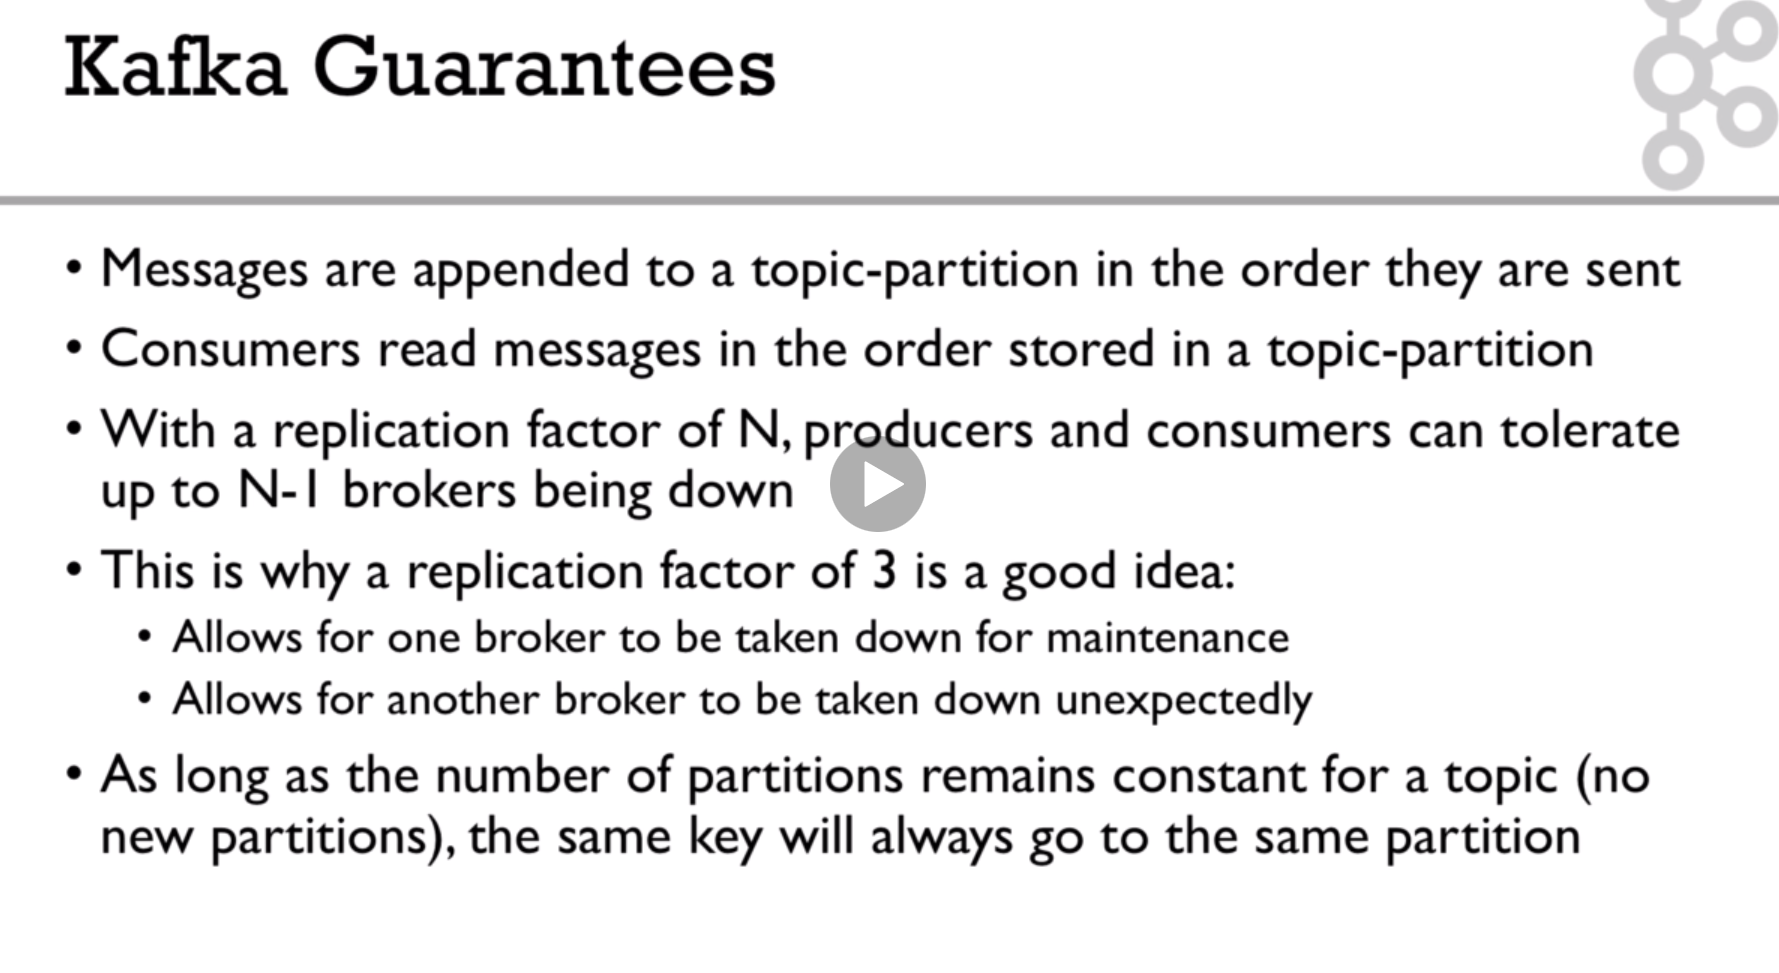 Kafka Guarantees
• Messages are appended to a topic-partition in the order they are sent
• Consumers read messages in the order stored in a topic-partition
• With a replication factor of N, producers and consumers can tolerate
up to N-1 brokers being down
• This is why a replication factor of 3 is a good idea:
• Allows for one broker to be taken down for maintenance
• Allows for another broker to be taken down unexpectedly
• As long as the number of partitions remains constant for a topic (no
new partitions), the same key will always go to the same partition